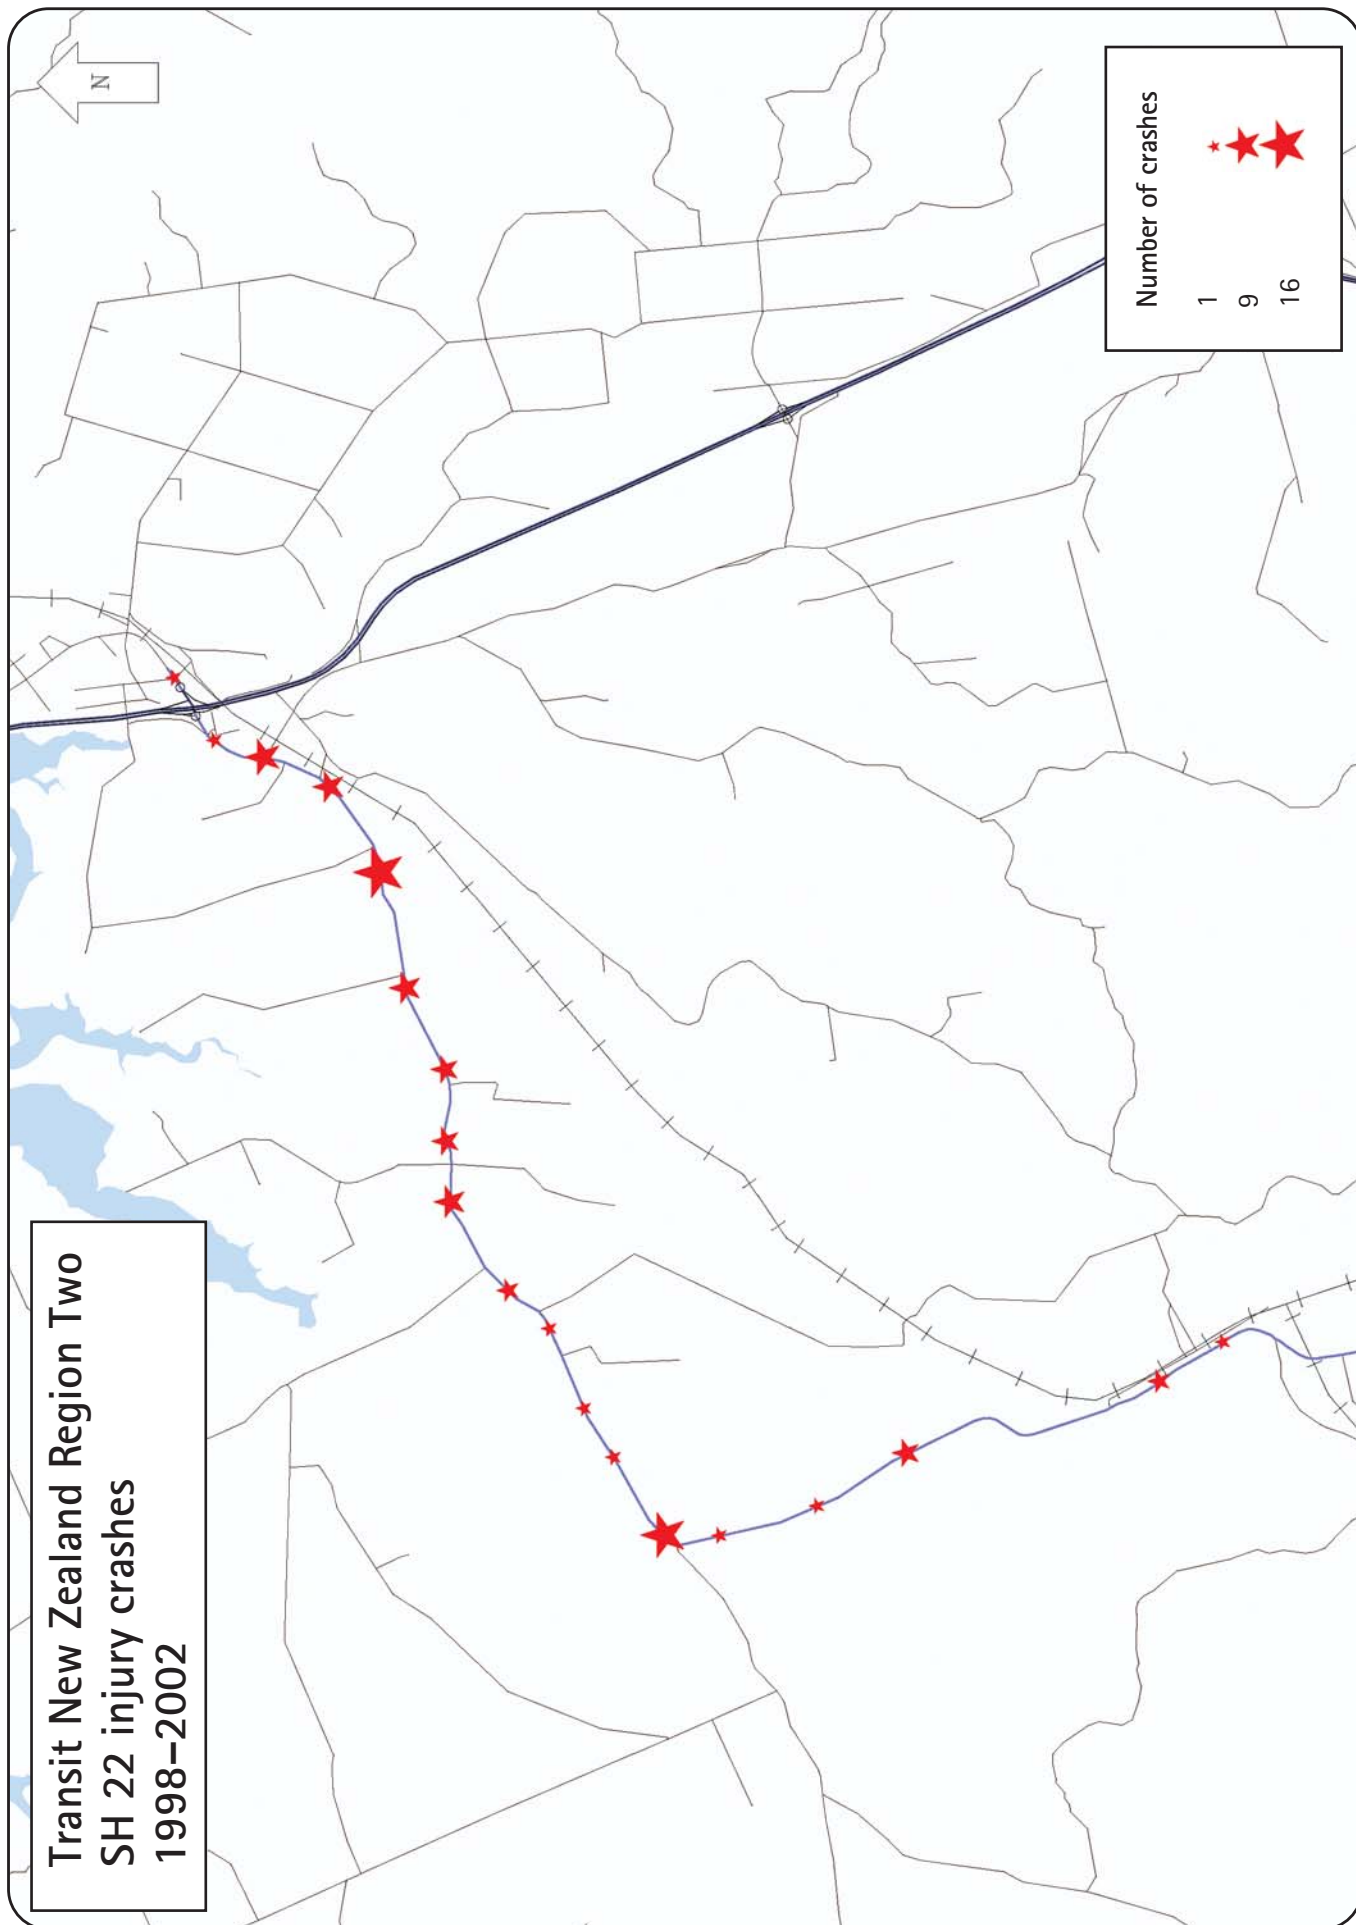 Transit New Zealand Region Two
SH 22 injury crashes
1998–2002
N
Number of crashes
1
9
16